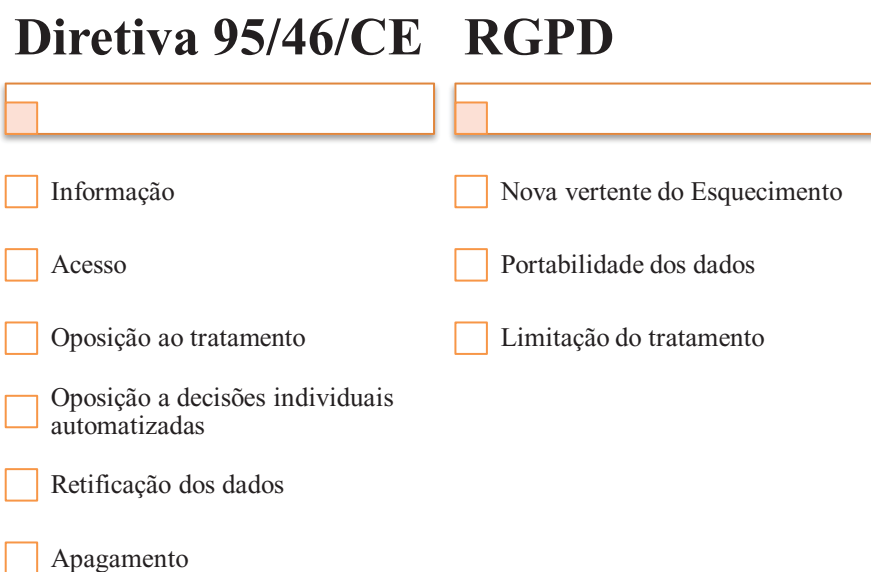 Diretiva 95/46/CE
Informação
Acesso
Oposição ao tratamento
Oposição a decisões individuais
automatizadas
Retificação dos dados
Apagamento
RGPD
Nova vertente do Esquecimento
Portabilidade dos dados
Limitação do tratamento